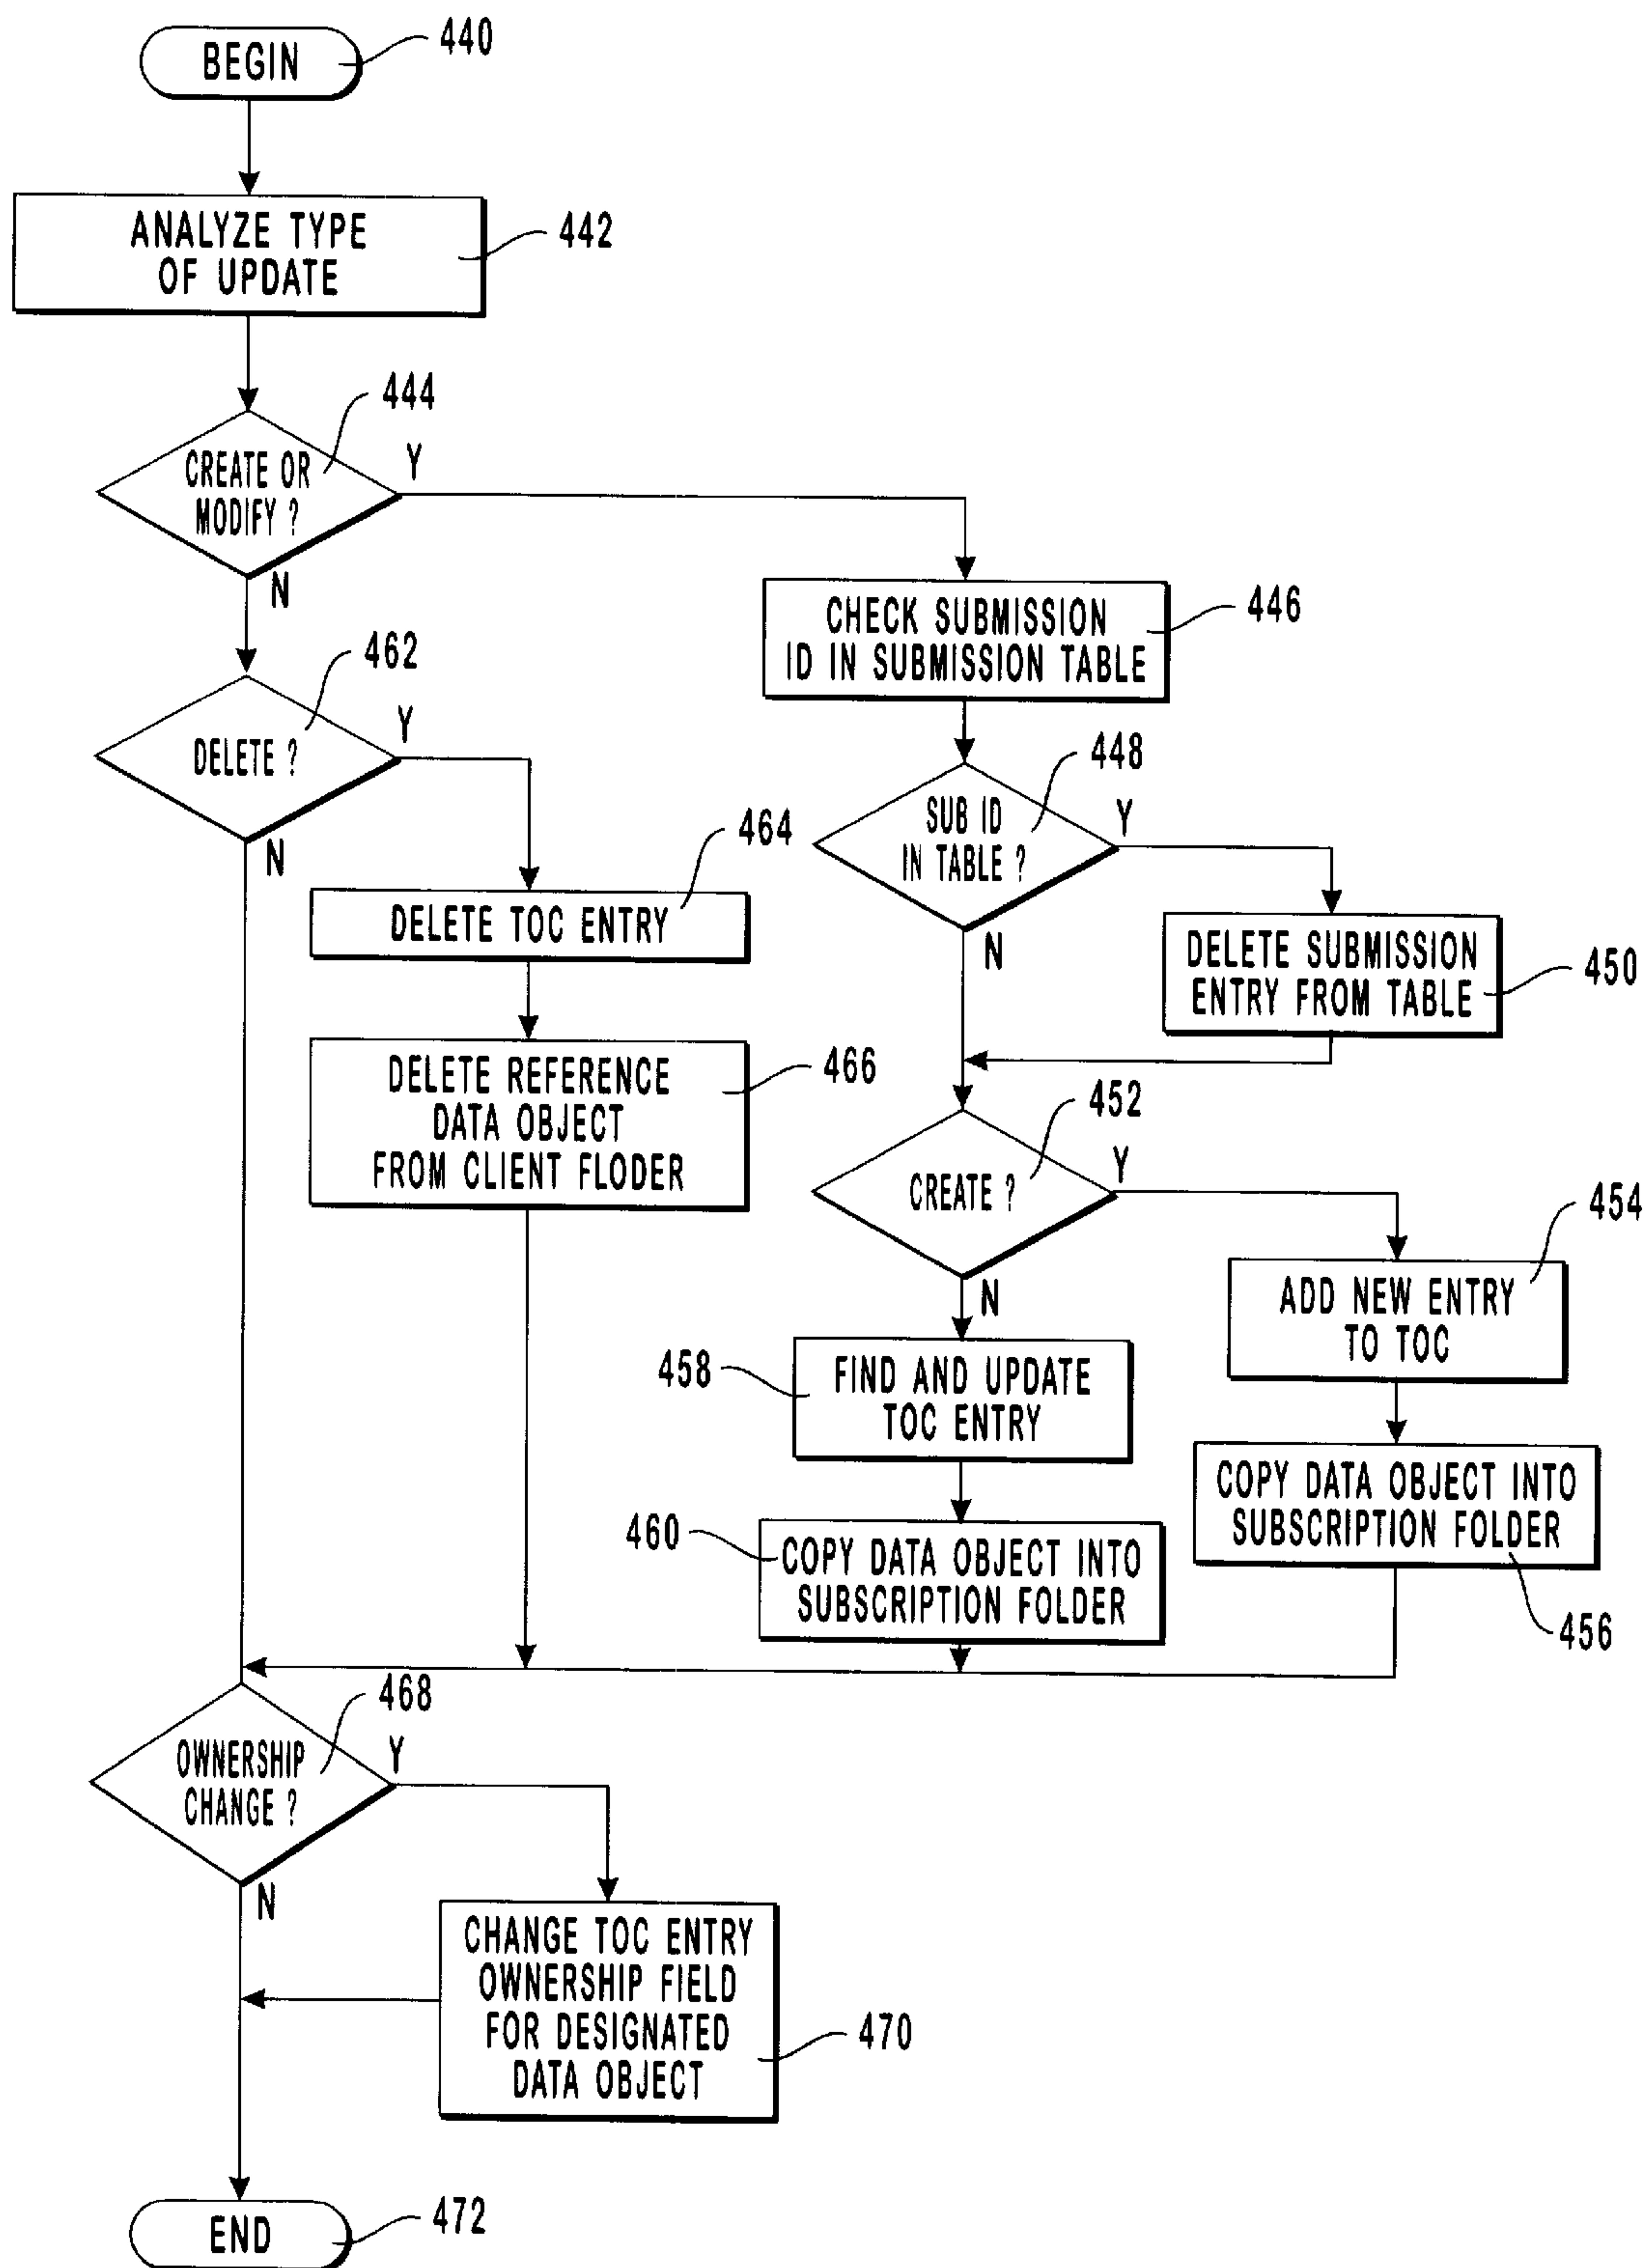 BEGIN
440
ANALYZE TYPE
OF UPDATE
442
444
CREATE OR
MODIFY ?
Y
N
CHECK SUBMISSION
ID IN SUBMISSION TABLE
446
462
DELETE ?
Y
N
448
SUB ID
IN TABLE ?
Y
N
464
DELETE TOC ENTRY
DELETE SUBMISSION
ENTRY FROM TABLE
450
DELETE REFERENCE
DATA OBJECT
FROM CLIENT FLODER
466
452
CREATE ?
Y
N
454
ADD NEW ENTRY
TO TOC
458
FIND AND UPDATE
TOC ENTRY
COPY DATA OBJECT INTO
SUBSCRIPTION FOLDER
456
460
COPY DATA OBJECT INTO
SUBSCRIPTION FOLDER
468
OWNERSHIP
CHANGE ?
Y
N
CHANGE TOC ENTRY
OWNERSHIP FIELD
FOR DESIGNATED
DATA OBJECT
470
END
472